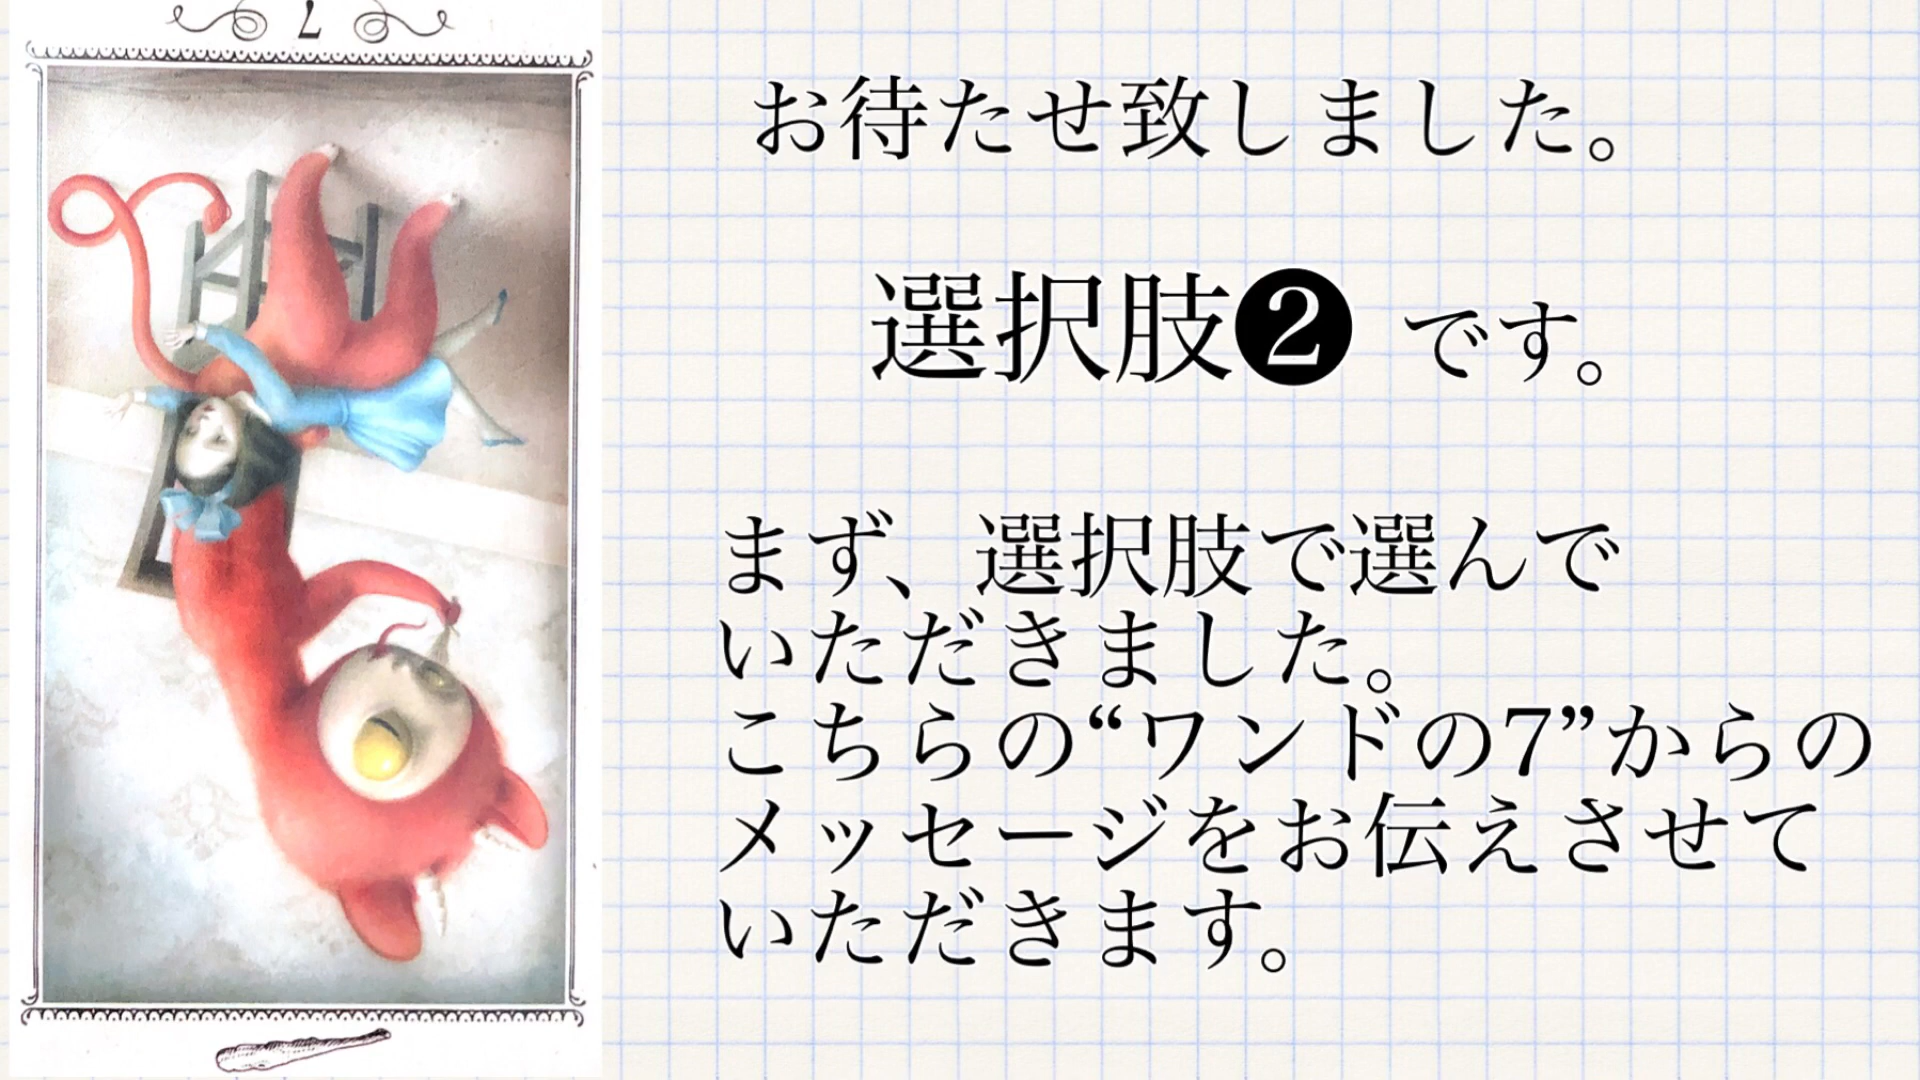 7
お待たせ致しました。
選択肢❷ です。
まず、選択肢で選んで
いただきました。
こちらの“ワンドの7”からの
メッセージをお伝えさせて
いただきます。